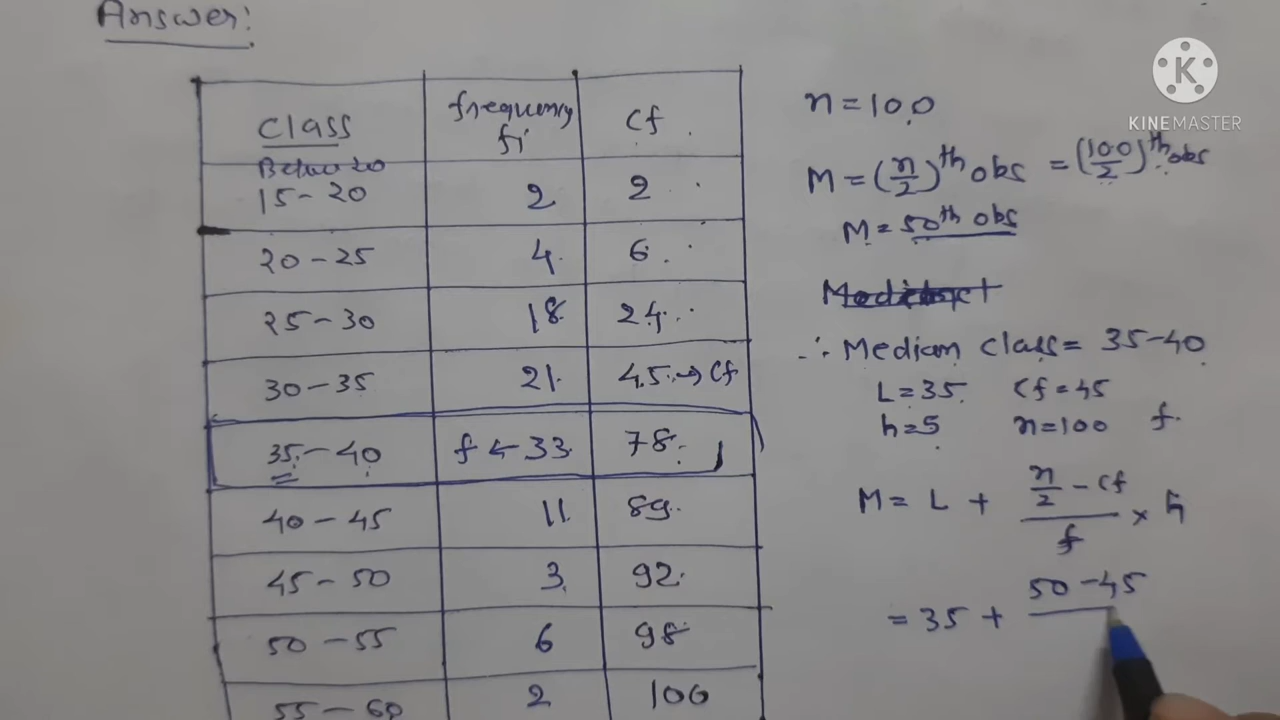 Answer:
Class frequency fi Cf
Below 20
15-20 2 2
20-25 4 6
25-30 18 24
30-35 21 45 → Cf
35-40 f ← 33 78
40-45 11 89
45-50 3 92
50-55 6 98
55-60 2 100
K
KINEMASTER
n=100
M = (n/2)^th obs = (100/2)^th obs
M = 50^th obs
∴ Median class = 35-40
L=35 Cf=45
h=5 n=100 f
M = L + (n/2 - Cf)/f × h
= 35 + 50-45